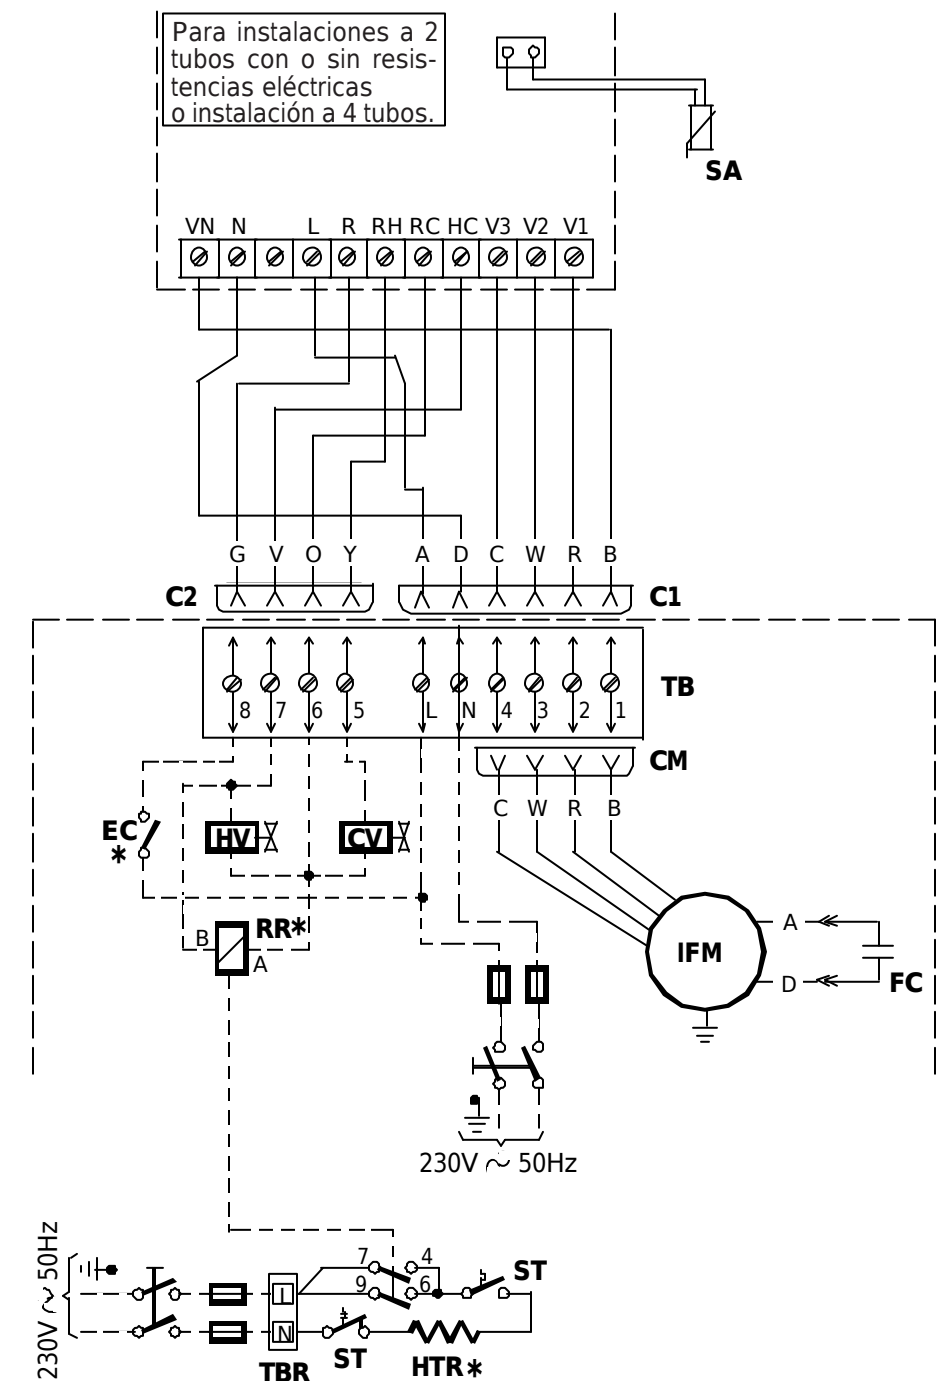 Para instalaciones a 2
tubos con o sin resis-
tencias eléctricas
o instalación a 4 tubos.
SA
VN N L R RH RC HC V3 V2 V1
G V O Y A D C W R B
C2 C1
TB
8 7 6 5 L N 4 3 2 1
CM
C W R B
EC
*
HV CV
RR*
B
A
IFM
A
D
FC
230V ~ 50Hz
230V ~ 50Hz
7 4
9 6
ST
L
N
TBR
ST
HTR*